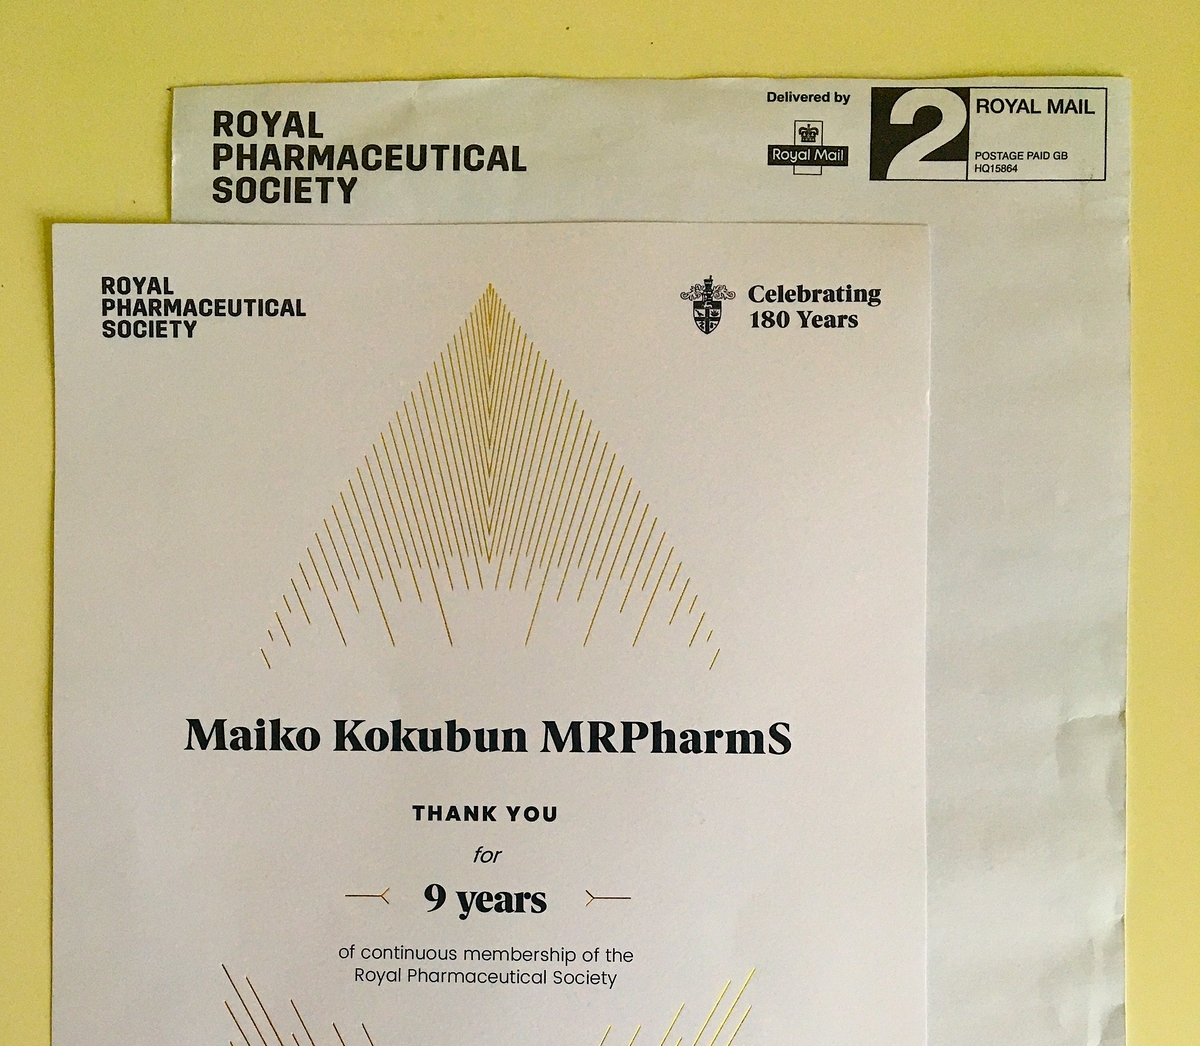 ROYAL
PHARMACEUTICAL
SOCIETY
Delivered by
Royal Mail
2
ROYAL MAIL
POSTAGE PAID GB
HQ15864
ROYAL
PHARMACEUTICAL
SOCIETY
Celebrating
180 Years
Maiko Kokubun MRPharmS
THANK YOU
for
9 years
of continuous membership of the
Royal Pharmaceutical Society